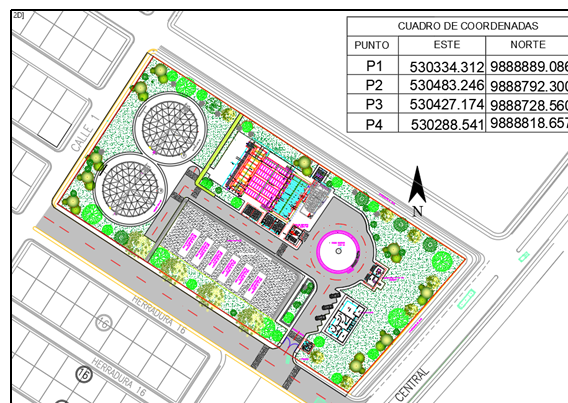 [2D]
CUADRO DE COORDENADAS
PUNTO ESTE NORTE
P1 530334.312 9888889.086
P2 530483.246 9888792.300
P3 530427.174 9888728.560
P4 530288.541 9888818.657
CALLE 1
N
HERRADURA 16
16
HERRADURA 16
16
CENTRAL